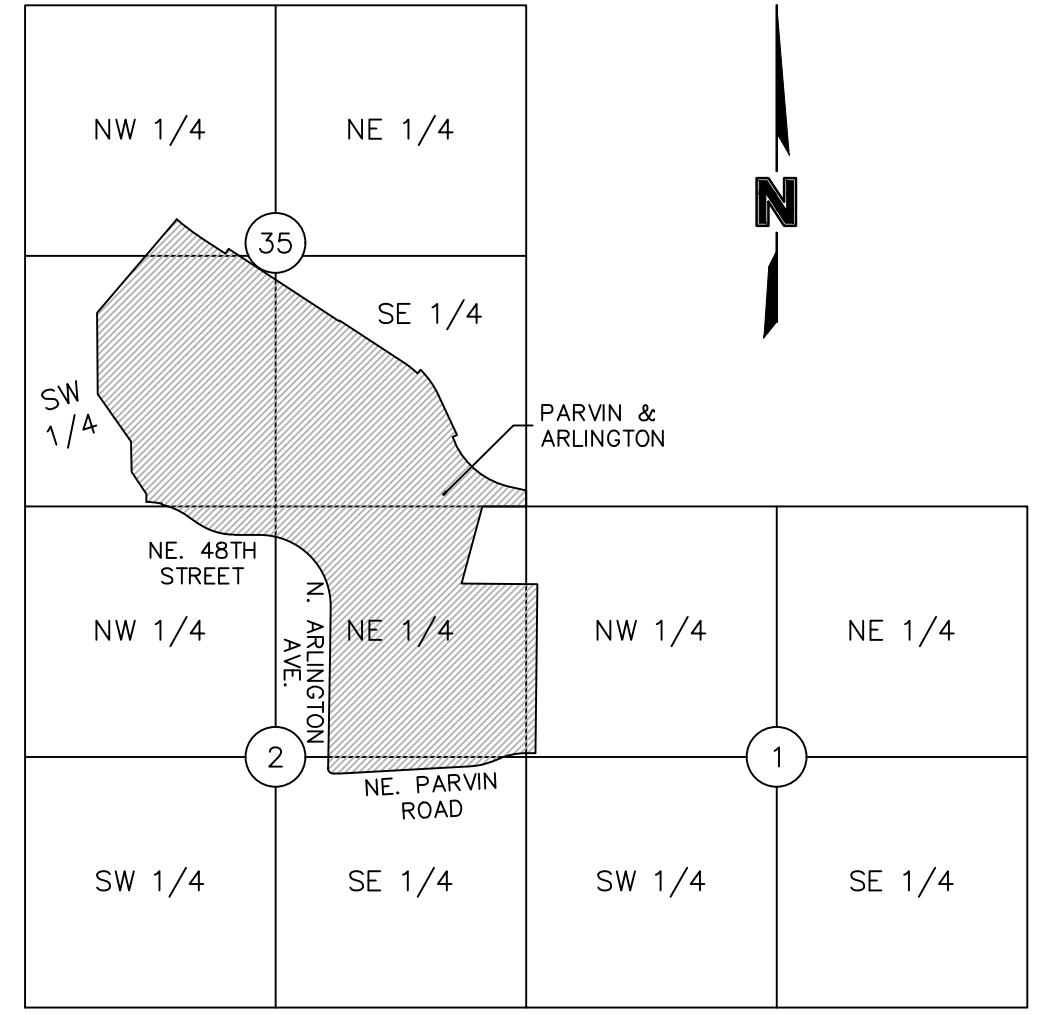 NW 1/4
NE 1/4
N
35
SE 1/4
SW
1/4
PARVIN &
ARLINGTON
NE. 48TH
STREET
N. ARLINGTON
AVE.
NW 1/4
NE 1/4
NW 1/4
NE 1/4
2
1
NE. PARVIN
ROAD
SW 1/4
SE 1/4
SW 1/4
SE 1/4